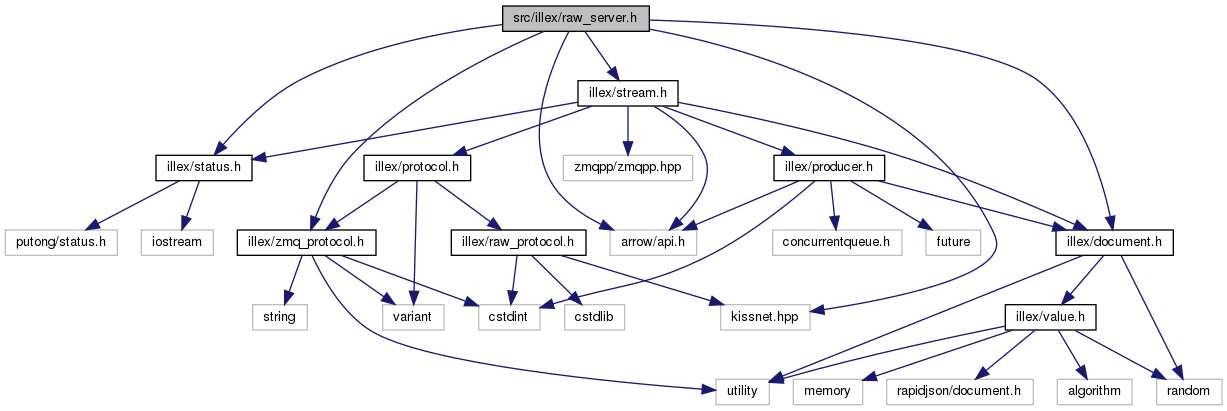 src/illex/raw_server.h
illex/stream.h
illex/status.h
illex/protocol.h
zmqpp/zmqpp.hpp
illex/producer.h
putong/status.h
iostream
illex/zmq_protocol.h
illex/raw_protocol.h
arrow/api.h
concurrentqueue.h
future
illex/document.h
string
variant
cstdint
cstdlib
kissnet.hpp
illex/value.h
utility
memory
rapidjson/document.h
algorithm
random